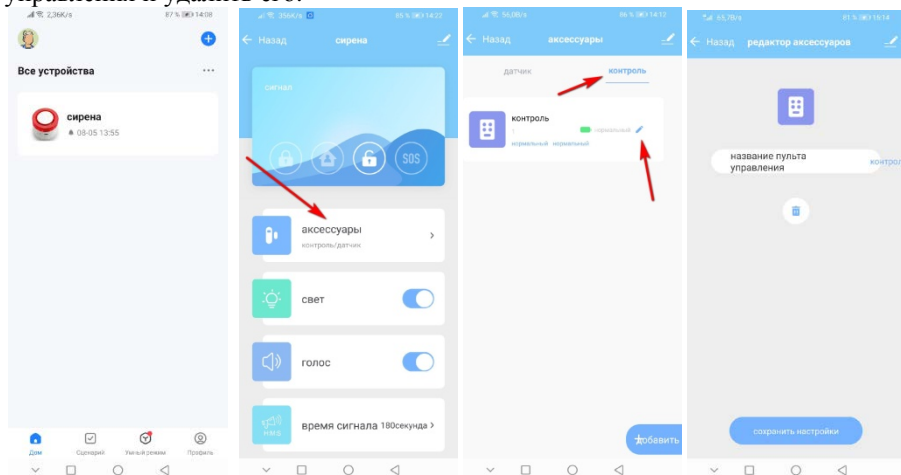 управления и удалить его.
2,36K/s 87 % 14:08
Все устройства ...
сирена
08-05 13:55
Дом Сценарий Умный режим Профиль
356K/s 85 % 14:22
Назад сирена
сигнал
SOS
аксессуары
контроль/датчик
свет
голос
время сигнала 180секунда >
56,0B/s 86 % 14:12
Назад аксессуары
датчик контроль
контроль
нормальный
нормальный нормальный
добавить
81 % 16:14
Назад редактор аксессуаров
название пульта
управления контрол
сохранить настройки